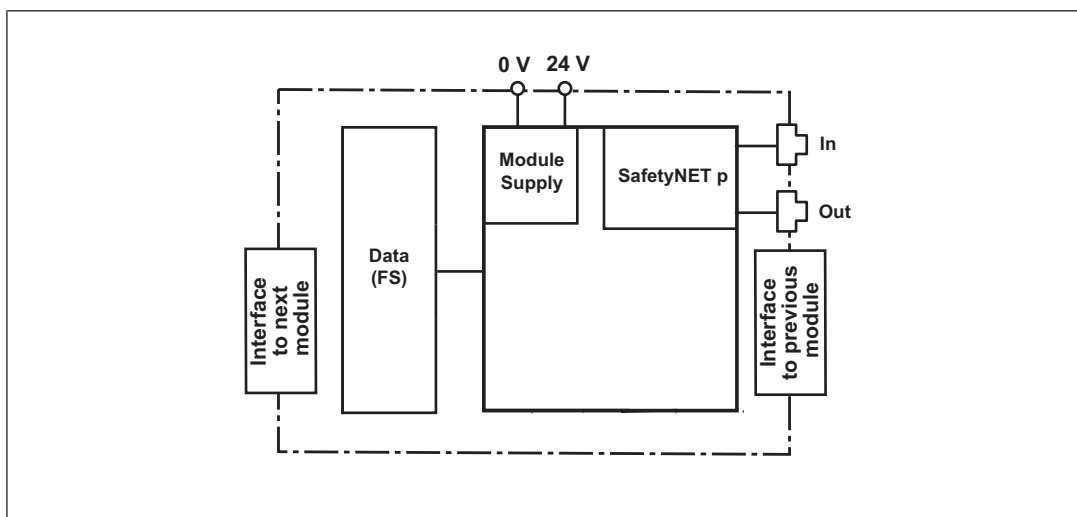 0 V
24 V
Module
Supply
SafetyNET p
In
Out
Data
(FS)
Interface
to next
module
Interface
to previous
module